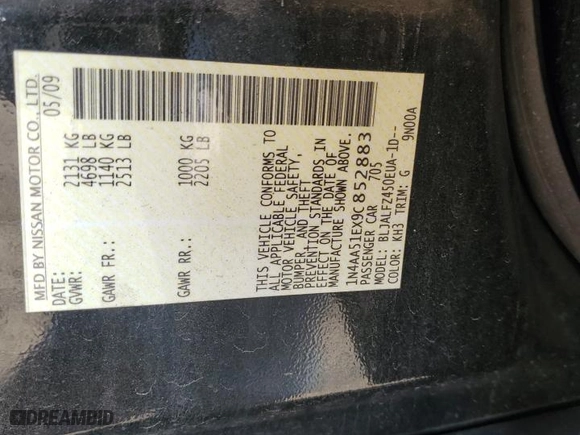 MFD BY NISSAN MOTOR CO., LTD.
DATE: 05/09
GVWR: 2131 KG
4698 LB
GAWR FR.: 1140 KG
2513 LB
GAWR RR.: 1000 KG
2205 LB
THIS VEHICLE CONFORMS TO
ALL APPLICABLE FEDERAL
MOTOR VEHICLE SAFETY,
BUMPER, AND THEFT
PREVENTION STANDARDS IN
EFFECT ON THE DATE OF
MANUFACTURE SHOWN ABOVE.
1N4AA51EX9C852883
PASSENGER CAR 705
MODEL: BLJALFZ450EUA-1D--
COLOR: KH3 TRIM: G 9N00A
DREAMBID